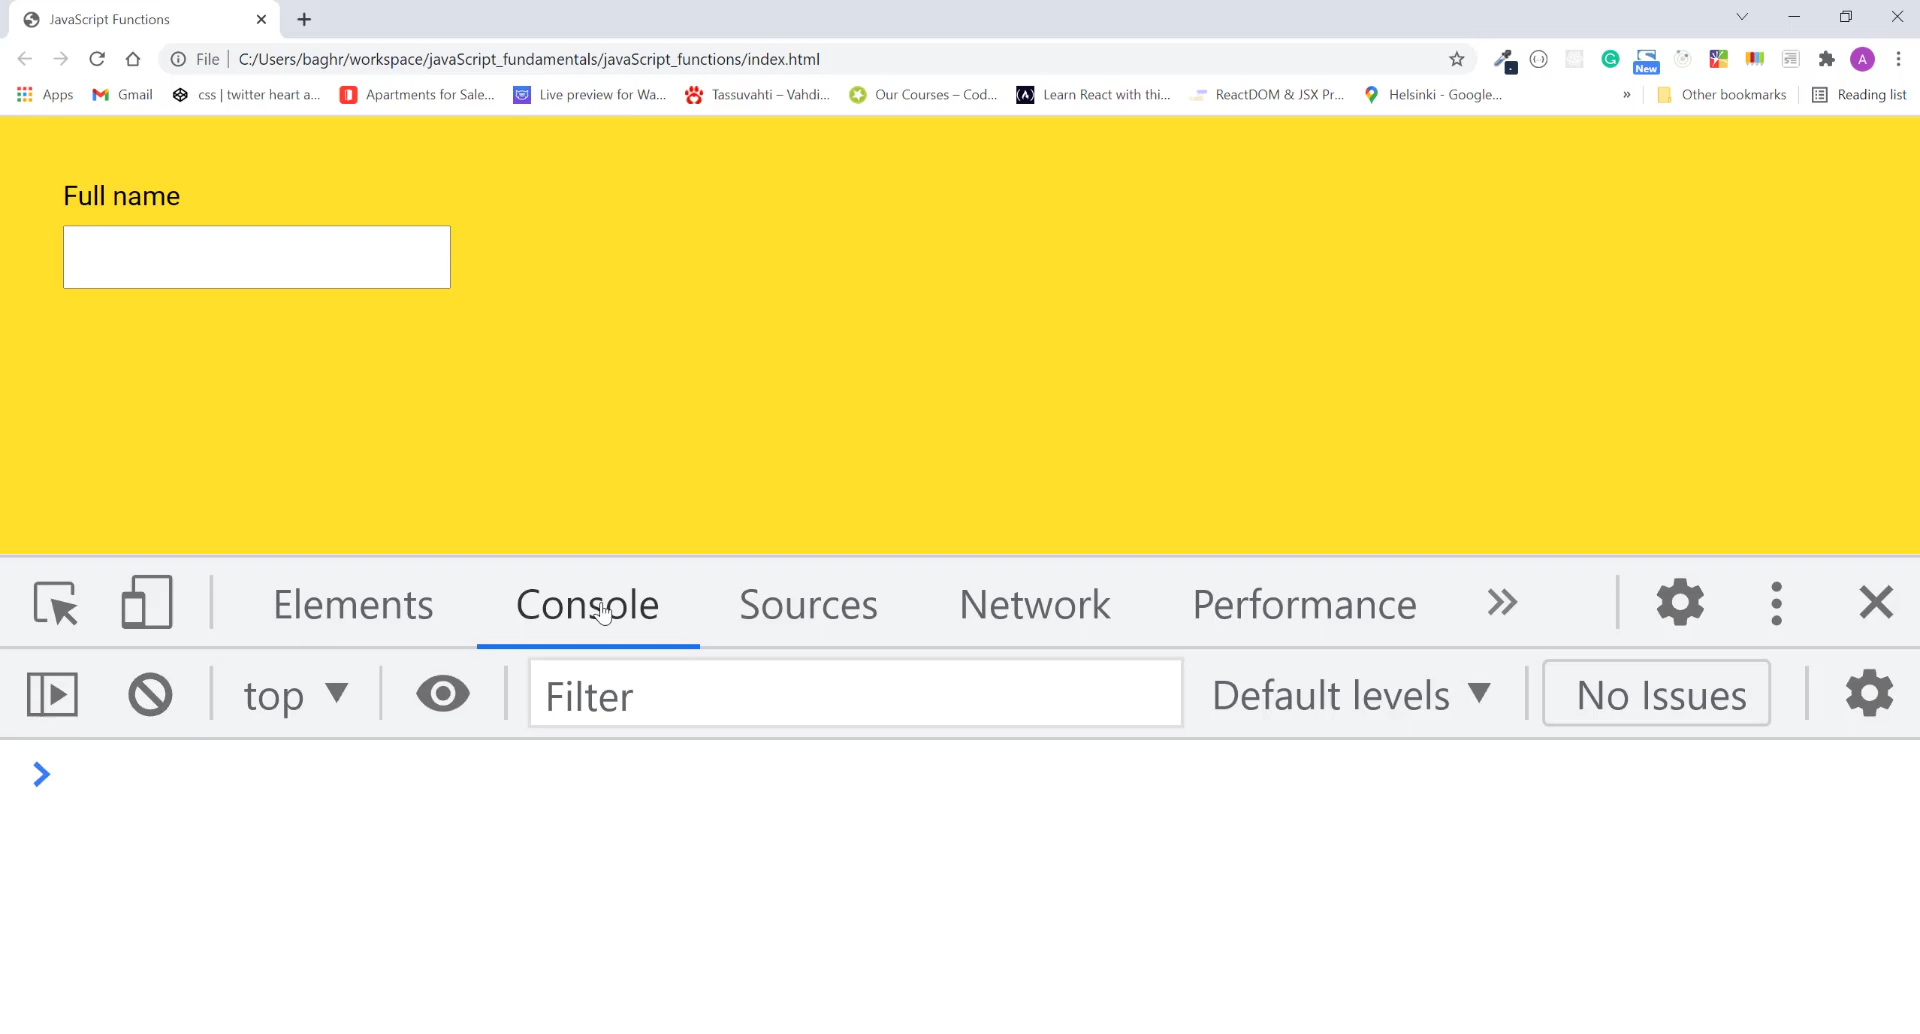 JavaScript Functions
File C:/Users/baghr/workspace/javaScript_fundamentals/javaScript_functions/index.html
New
A
Apps Gmail css | twitter heart a... Apartments for Sale... Live preview for Wa... Tassuvahti – Vahdi... Our Courses – Cod... Learn React with thi... ReactDOM & JSX Pr... Helsinki - Google... » Other bookmarks Reading list
Full name
Elements Console Sources Network Performance
top Filter Default levels No Issues